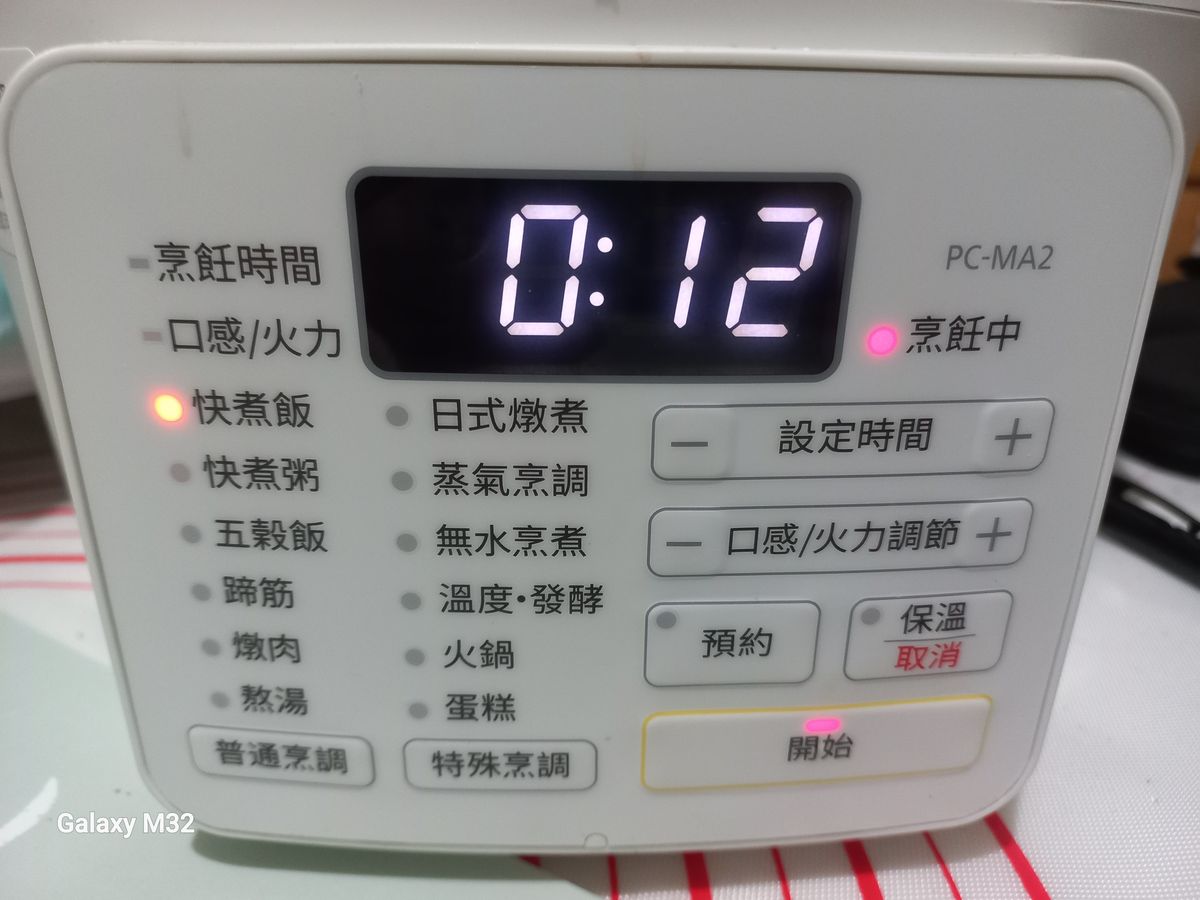 0:12
PC-MA2
烹飪時間
口感/火力
烹飪中
快煮飯
快煮粥
五穀飯
蹄筋
燉肉
熬湯
普通烹調
日式燉煮
蒸氣烹調
無水烹煮
溫度·發酵
火鍋
蛋糕
特殊烹調
− 設定時間 +
− 口感/火力調節 +
預約
保溫
取消
開始
Galaxy M32